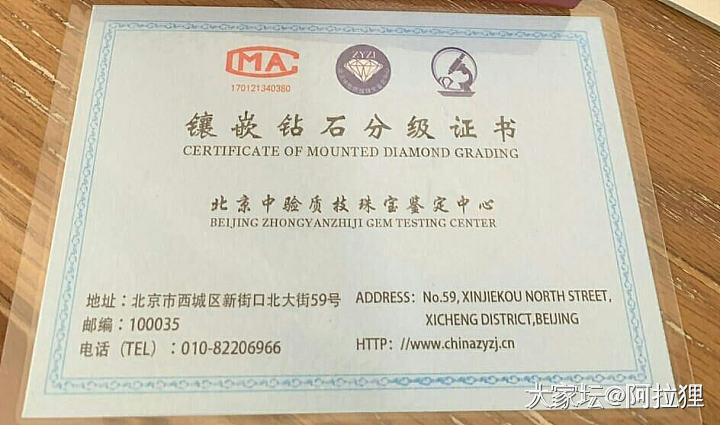 CMA
ZYZJ
170121340380
镶嵌钻石分级证书
CERTIFICATE OF MOUNTED DIAMOND GRADING
北京中验质技珠宝鉴定中心
BEIJING ZHONGYANZHIJI GEM TESTING CENTER
地址：北京市西城区新街口北大街59号
邮编：100035
电话（TEL）：010-82206966
ADDRESS：No.59, XINJIEKOU NORTH STREET,
XICHENG DISTRICT,BEIJING
HTTP：//www.chinazyzj.cn
大家坛@阿拉狸